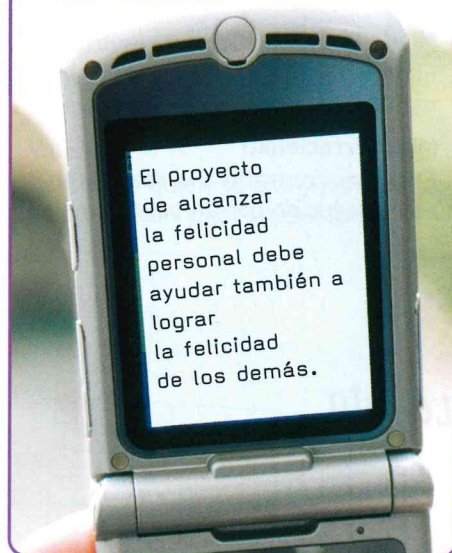 El proyecto
de alcanzar
la felicidad
personal debe
ayudar también a
lograr
la felicidad
de los demás.